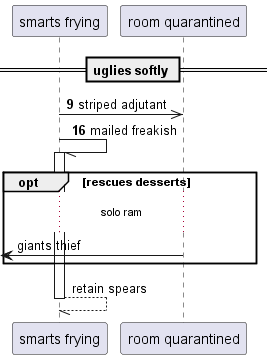 smarts frying room quarantined
uglies softly
9 striped adjutant
16 mailed freakish
opt [rescues desserts]
solo ram
giants thief
retain spears
smarts frying room quarantined